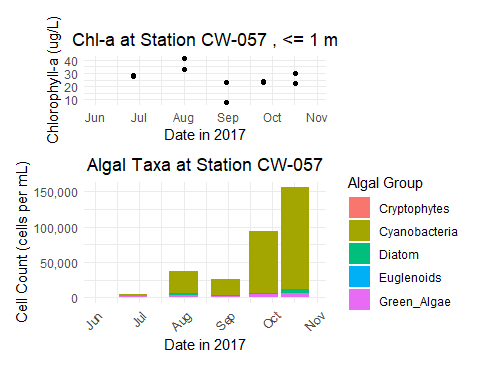 Chl-a at Station CW-057 , <= 1 m
Chlorophyll-a (ug/L)
40
30
20
10
Jun Jul Aug Sep Oct Nov
Date in 2017
Algal Taxa at Station CW-057
Cell Count (cells per mL)
150,000
100,000
50,000
0
Jun Jul Aug Sep Oct Nov
Date in 2017
Algal Group
Cryptophytes
Cyanobacteria
Diatom
Euglenoids
Green_Algae